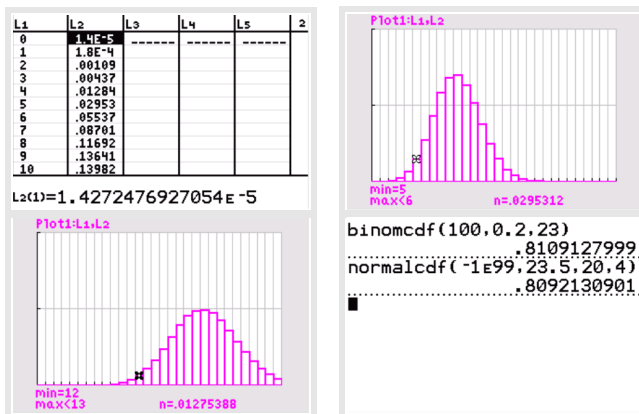 L1 L2 L3 L4 L5 2
0 1.4E-5 ------ ------ ------
1 1.8E-4
2 .00109
3 .00437
4 .01284
5 .02953
6 .05537
7 .08701
8 .11692
9 .13641
10 .13982
L2(1)=1.4272476927054E-5
Plot1:L1,L2
min=5
max<6 n=.0295312
Plot1:L1,L2
min=12
max<13 n=.01275388
binomcdf(100,0.2,23)
.8109127999
normalcdf(-1E99,23.5,20,4)
.8092130901